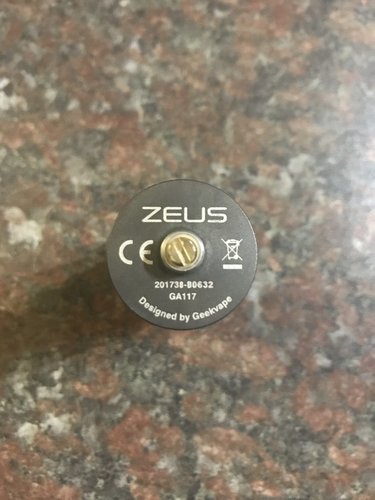 ZEUS
CE
201738-B0632
GA117
Designed by Geekvape